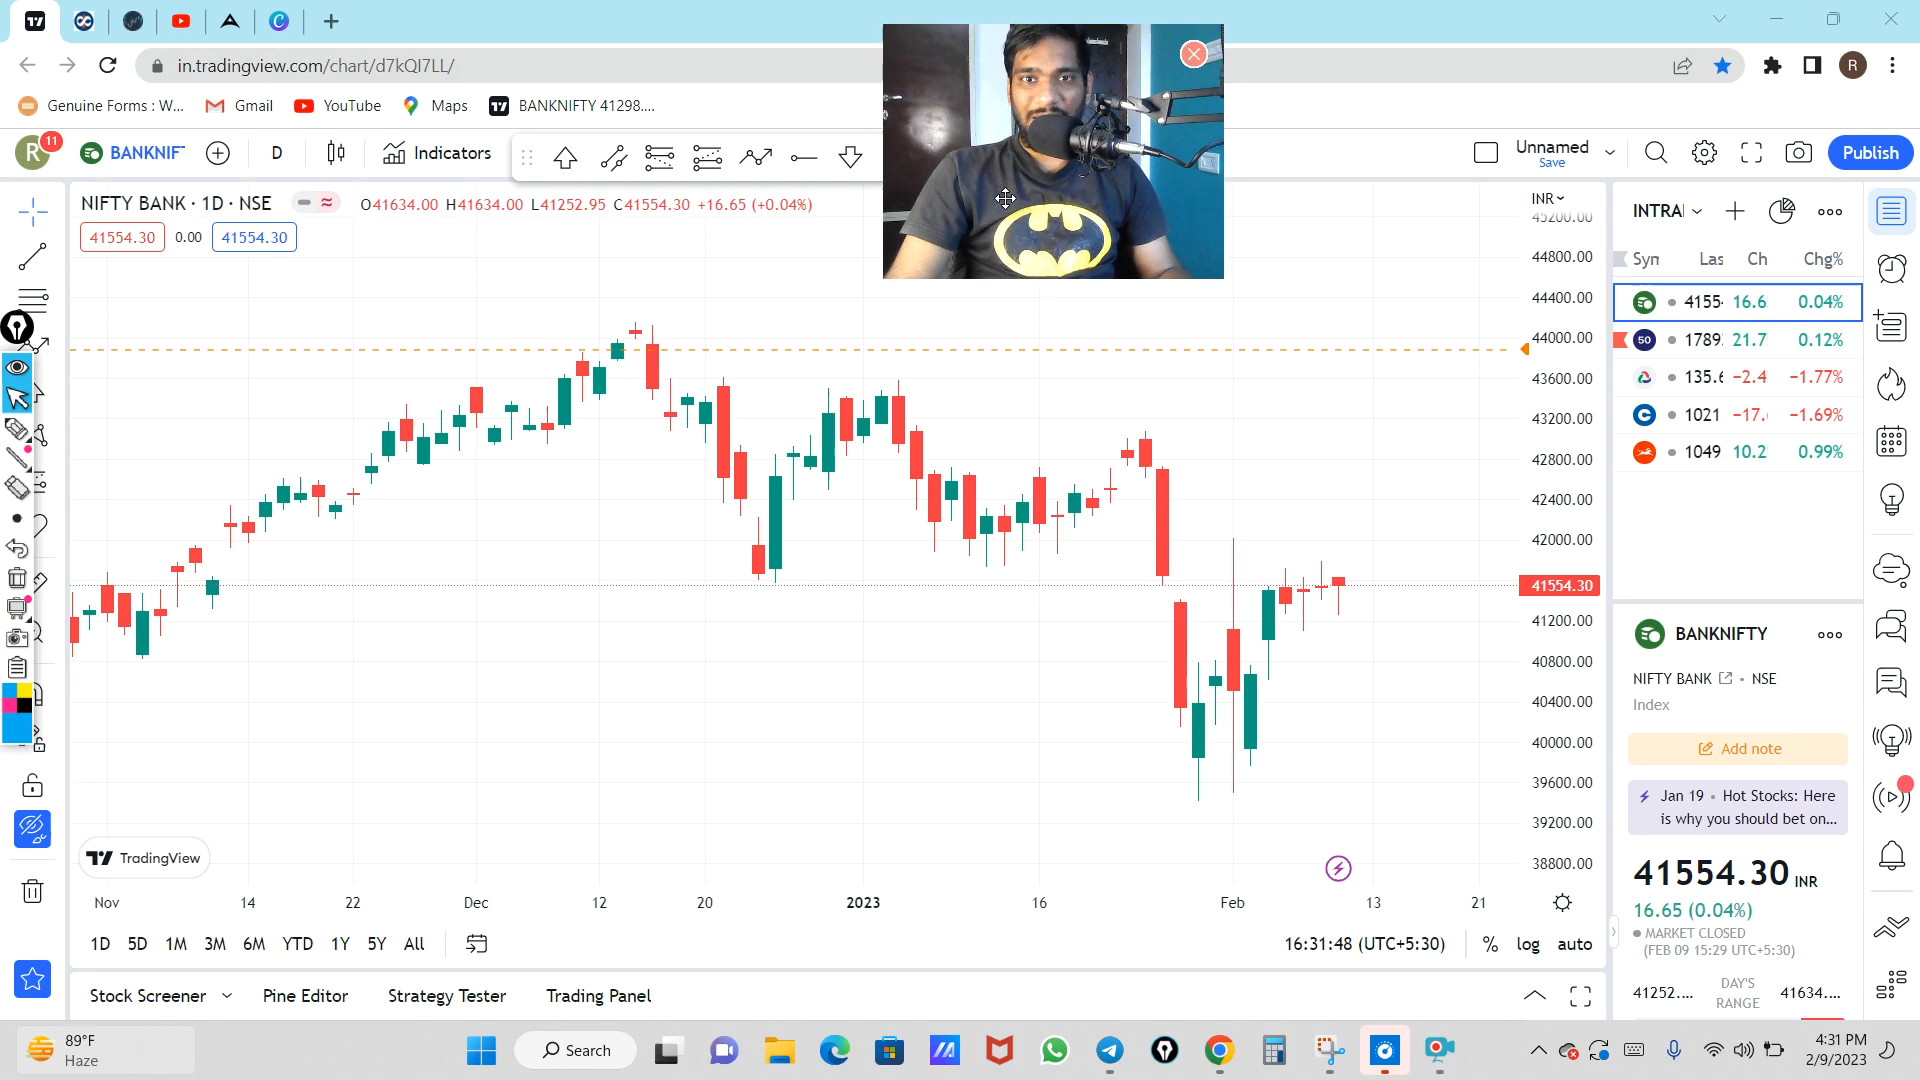 in.tradingview.com/chart/d7kQI7LL/
R
Genuine Forms : W...
Gmail
YouTube
Maps
BANKNIFTY 41298....
R
11
BANKNIF
D
Indicators
Unnamed
Save
Publish
NIFTY BANK · 1D · NSE
O41634.00 H41634.00 L41252.95 C41554.30 +16.65 (+0.04%)
41554.30
0.00
41554.30
INR
45200.00
44800.00
44400.00
44000.00
43600.00
43200.00
42800.00
42400.00
42000.00
41554.30
41200.00
40800.00
40400.00
40000.00
39600.00
39200.00
38800.00
TradingView
Nov
14
22
Dec
12
20
2023
16
Feb
13
21
1D 5D 1M 3M 6M YTD 1Y 5Y All
16:31:48 (UTC+5:30)
% log auto
Stock Screener
Pine Editor
Strategy Tester
Trading Panel
INTRAI
Syn Las Ch Chg%
4155 16.6 0.04%
50 1789 21.7 0.12%
135.6 −2.4 −1.77%
1021 −17. −1.69%
1049 10.2 0.99%
BANKNIFTY
NIFTY BANK • NSE
Index
Add note
Jan 19 • Hot Stocks: Here
is why you should bet on...
41554.30 INR
16.65 (0.04%)
MARKET CLOSED
(FEB 09 15:29 UTC+5:30)
41252....
DAY'S
RANGE
41634....
89°F
Haze
Search
4:31 PM
2/9/2023